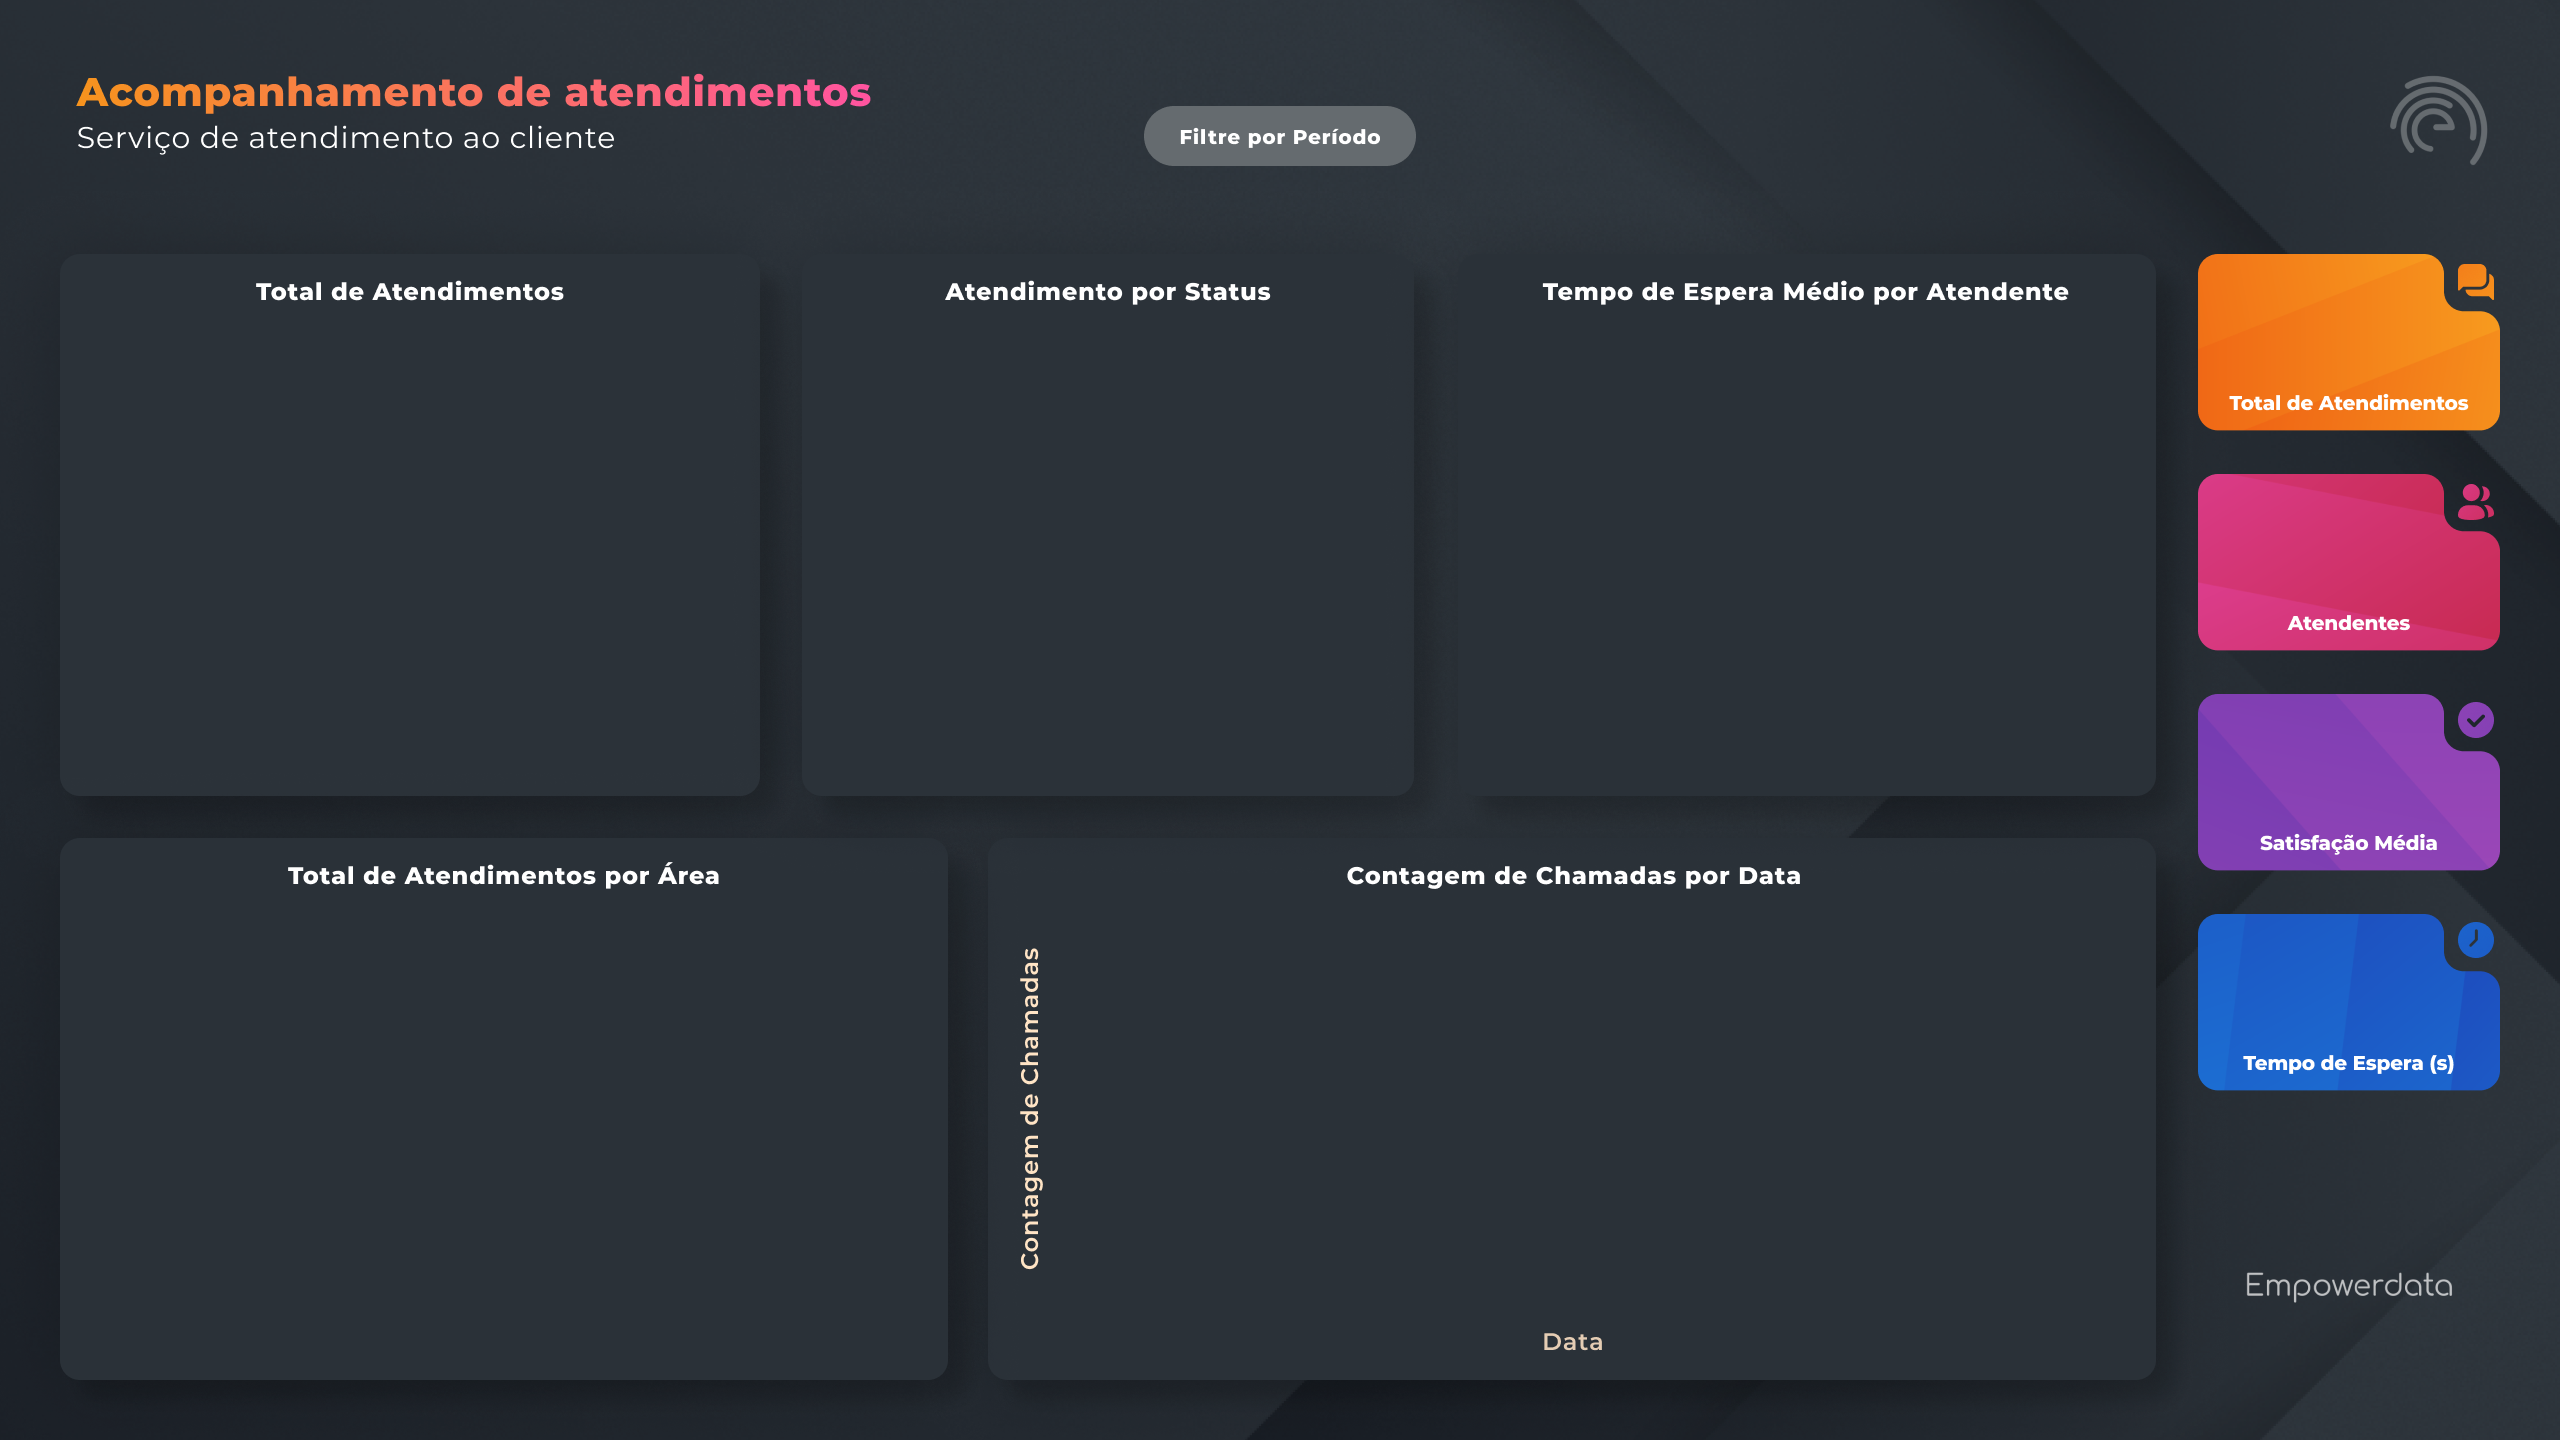 Acompanhamento de atendimentos
Serviço de atendimento ao cliente
Filtre por Período
Total de Atendimentos
Atendimento por Status
Tempo de Espera Médio por Atendente
Total de Atendimentos
Atendentes
Satisfação Média
Tempo de Espera (s)
Total de Atendimentos por Área
Contagem de Chamadas por Data
Contagem de Chamadas
Data
Empowerdata